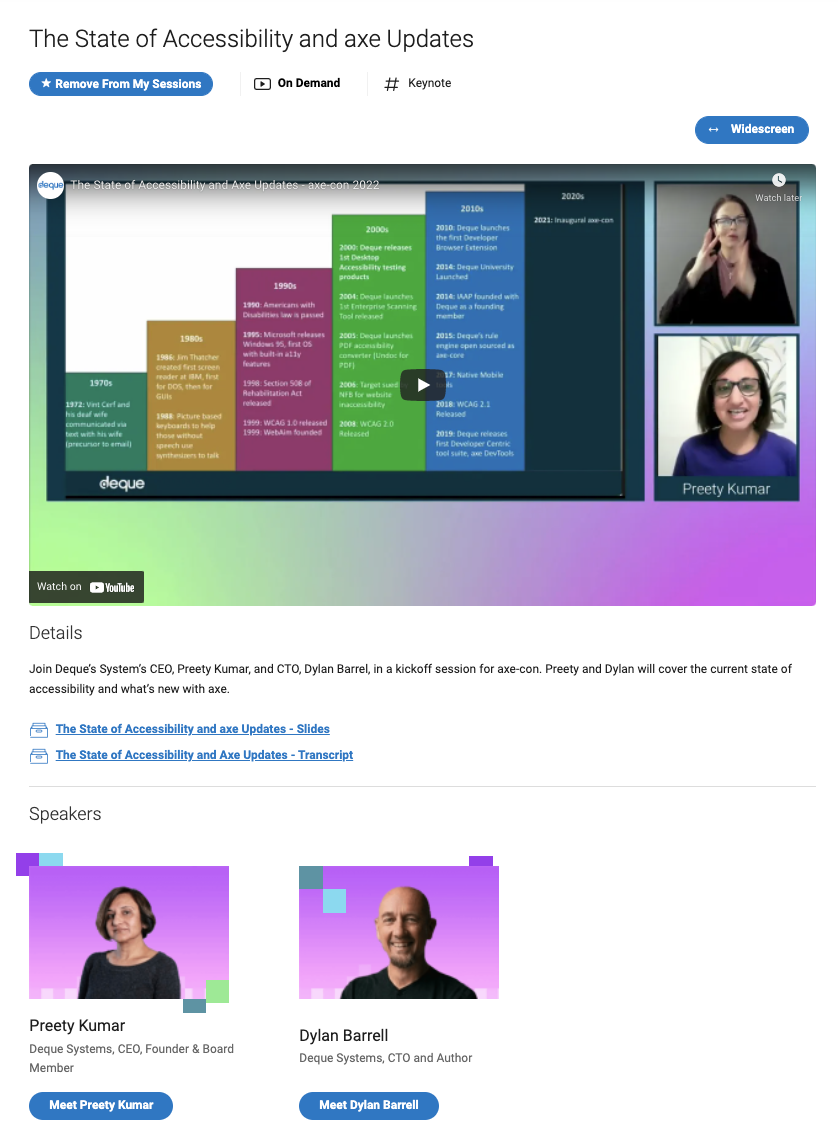 The State of Accessibility and axe Updates
★ Remove From My Sessions
On Demand
# Keynote
↔ Widescreen
deque
The State of Accessibility and Axe Updates - axe-con 2022
Watch later
1970s
1972: Vint Cerf and
his deaf wife
communicated via
text with his wife
(precursor to email)
1980s
1986: Jim Thatcher
created first screen
reader at IBM, first
for DOS, then for
GUIs
1988: Picture based
keyboards to help
those without
speech use
synthesizers to talk
1990s
1990: Americans with
Disabilities law is passed
1995: Microsoft releases
Windows 95, first OS
with built-in a11y
features
1998: Section 508 of
Rehabilitation Act
released
1999: WCAG 1.0 released
1999: WebAim founded
2000s
2000: Deque releases
1st Desktop
Accessibility testing
products
2004: Deque launches
1st Enterprise Scanning
Tool released
2005: Deque launches
PDF accessibility
converter (Undoc for
PDF)
2006: Target sued
NFB for website
inaccessibility
2008: WCAG 2.0
Released
2010s
2010: Deque launches
the first Developer
Browser Extension
2014: Deque University
Launched
2014: IAAP founded with
Deque as a founding
member
2015: Deque's rule
engine open sourced as
axe-core
2017: Native Mobile
2018: WCAG 2.1
Released
2019: Deque releases
first Developer Centric
tool suite, axe DevTools
2020s
2021: Inaugural axe-con
deque
Preety Kumar
Watch on YouTube
Details
Join Deque's System's CEO, Preety Kumar, and CTO, Dylan Barrel, in a kickoff session for axe-con. Preety and Dylan will cover the current state of
accessibility and what's new with axe.
The State of Accessibility and axe Updates - Slides
The State of Accessibility and Axe Updates - Transcript
Speakers
Preety Kumar
Deque Systems, CEO, Founder & Board
Member
Meet Preety Kumar
Dylan Barrell
Deque Systems, CTO and Author
Meet Dylan Barrell